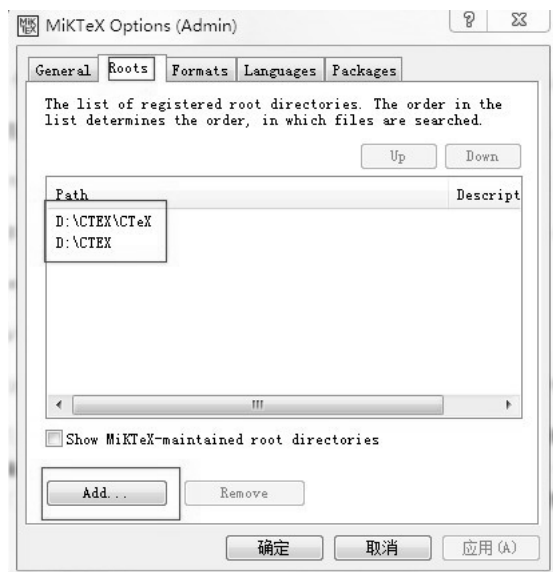 MiKTeX Options (Admin)
General Roots Formats Languages Packages
The list of registered root directories. The order in the
list determines the order, in which files are searched.
Up Down
Path Descript
D:\CTEX\CTeX
D:\CTEX
Show MiKTeX-maintained root directories
Add... Remove
确定 取消 应用(A)